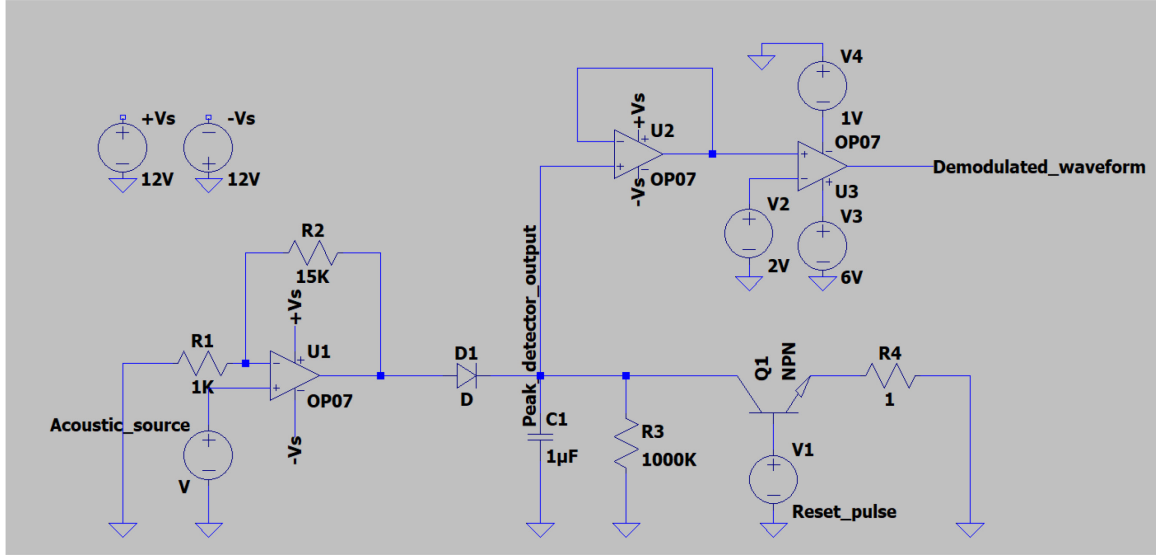 V4
1V
+Vs
U2
OP07
-Vs
OP07
U3
Demodulated_waveform
V2
2V
V3
6V
+Vs
12V
-Vs
12V
R2
15K
+Vs
R1
1K
U1
OP07
-Vs
Acoustic_source
V
D1
D
Peak_detector_output
C1
1µF
R3
1000K
Q1
NPN
R4
1
V1
Reset_pulse